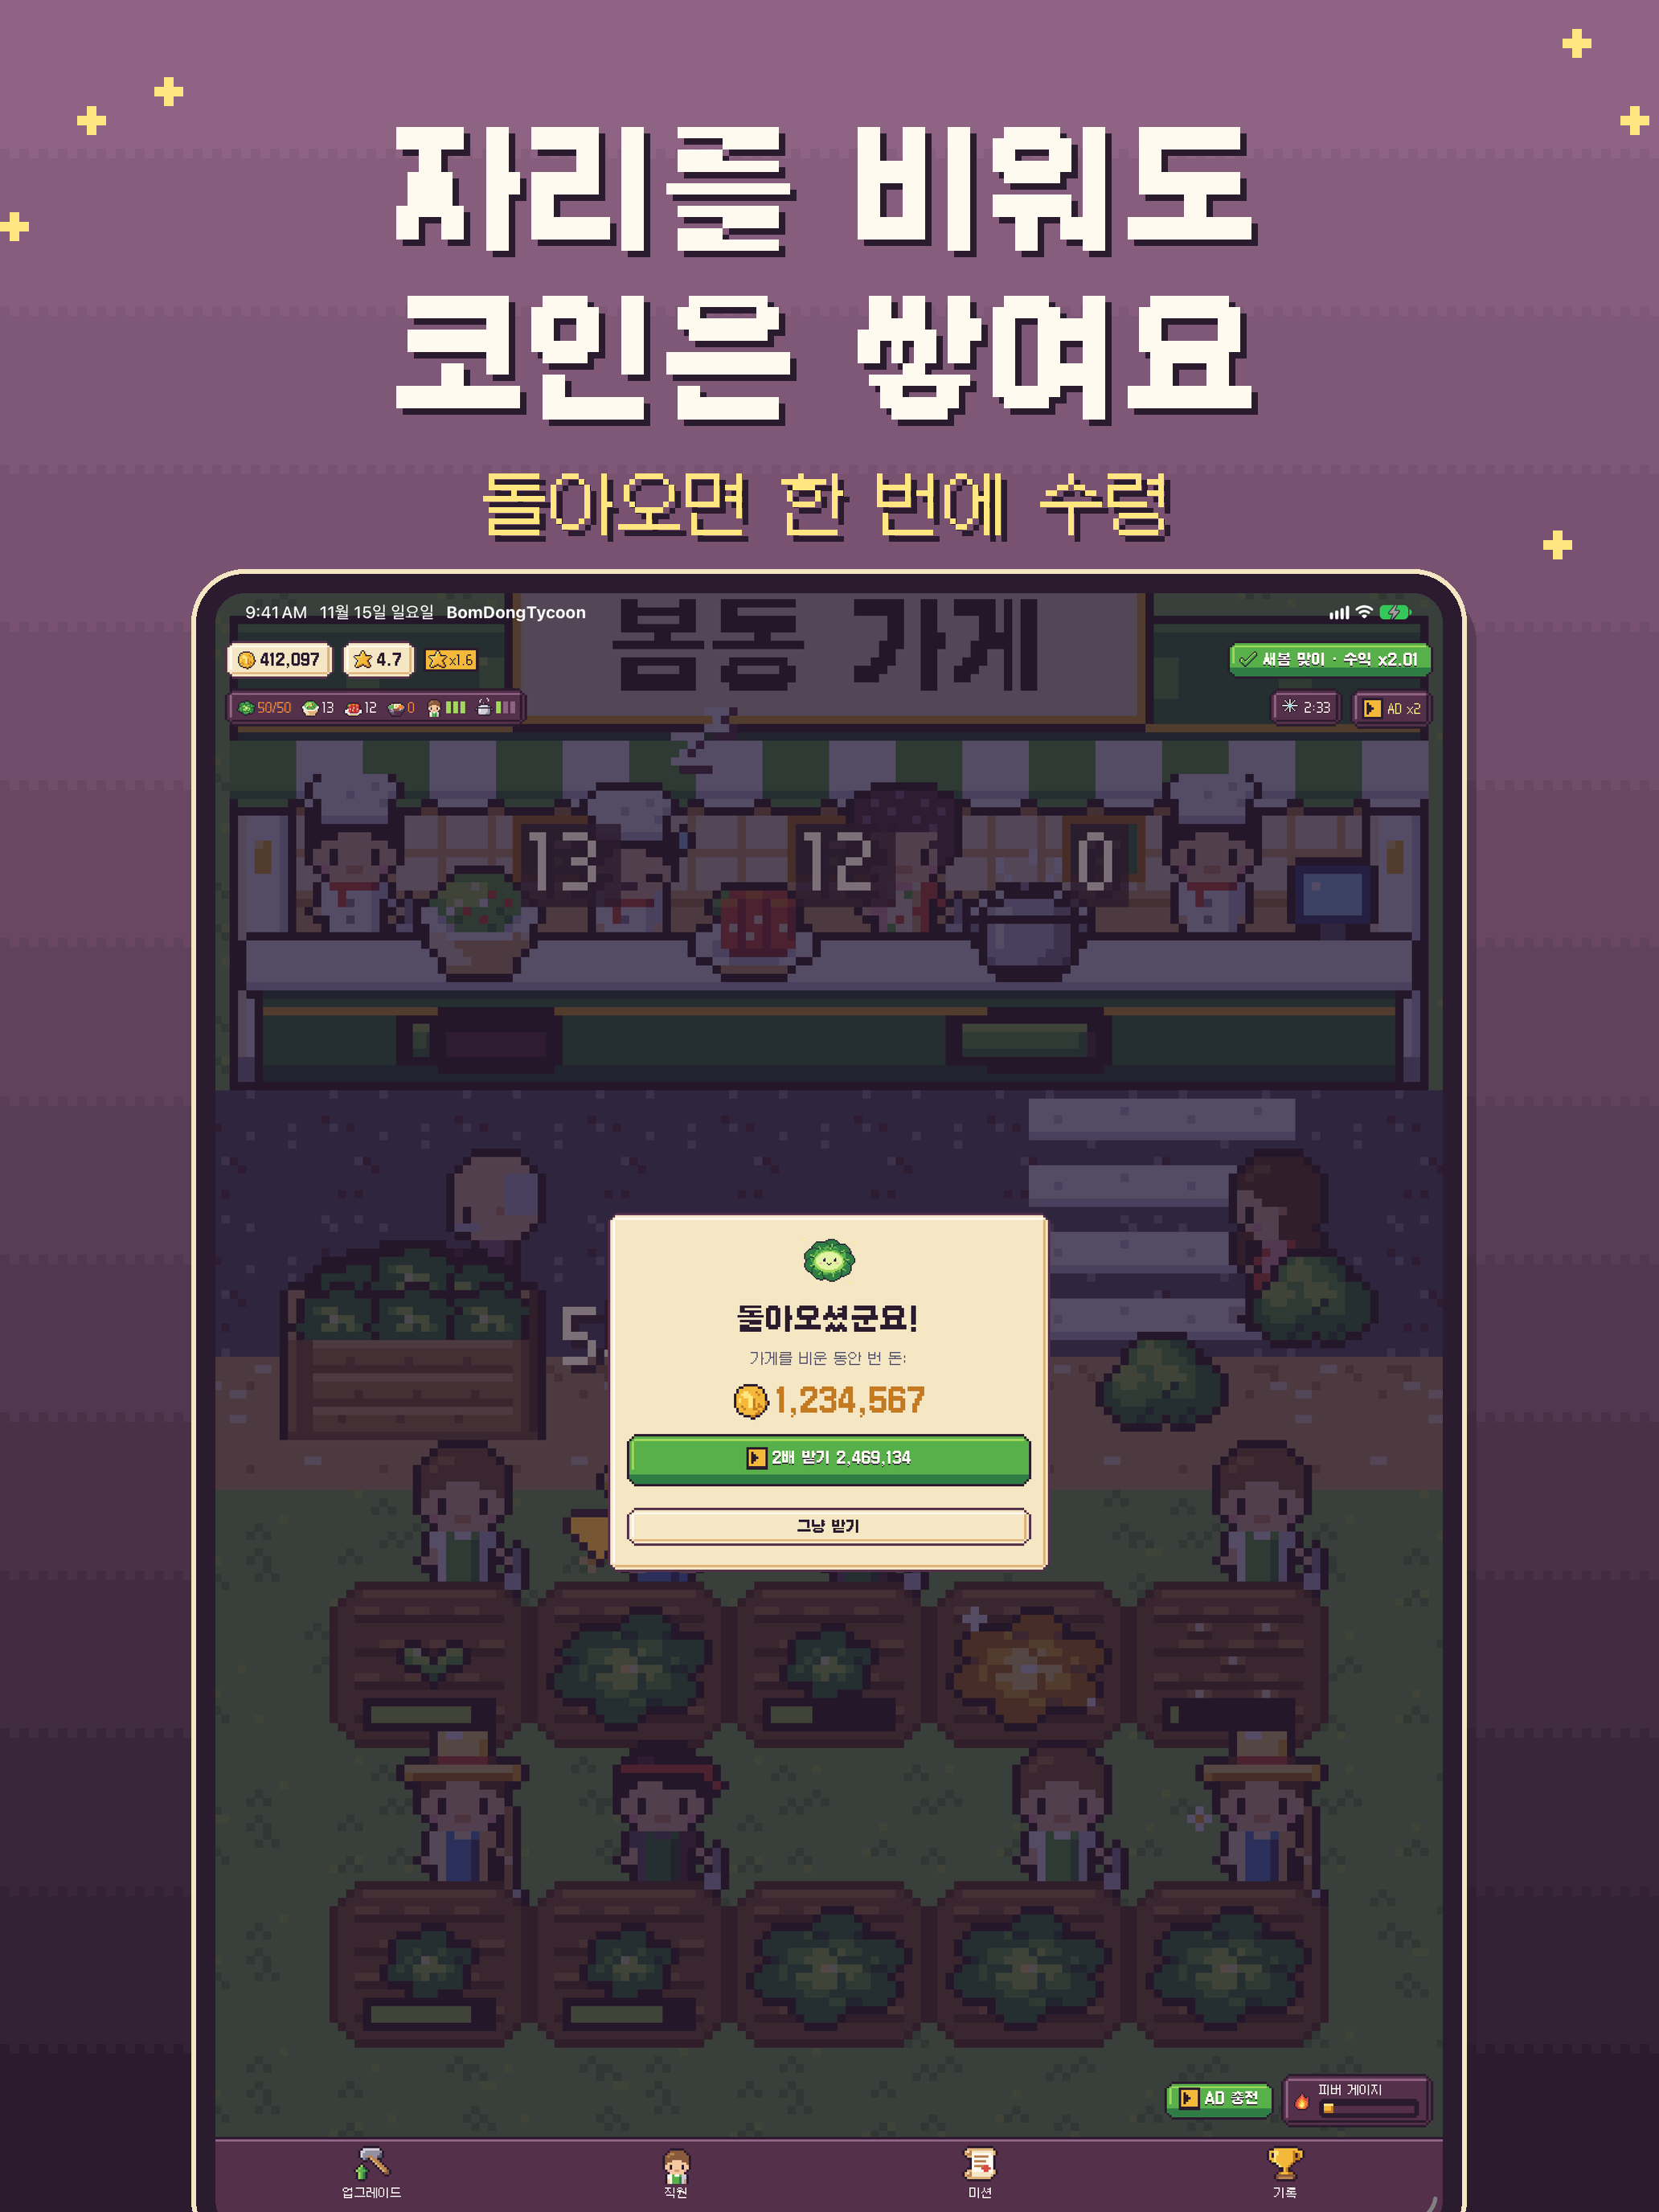 자리를 비워도
코인은 쌓여요
돌아오면 한 번에 수령
9:41 AM 11월 15일 일요일 BomDongTycoon
봄동 가게
412,097 4.7 x1.6 새봄 맞이 · 수익 x2.01
50/50 13 12 0 2:33 AD x2
13 12 0
5
돌아오셨군요!
가게를 비운 동안 번 돈:
1,234,567
2배 받기 2,469,134
그냥 받기
AD 충전 피버 게이지
업그레이드 직원 미션 기록